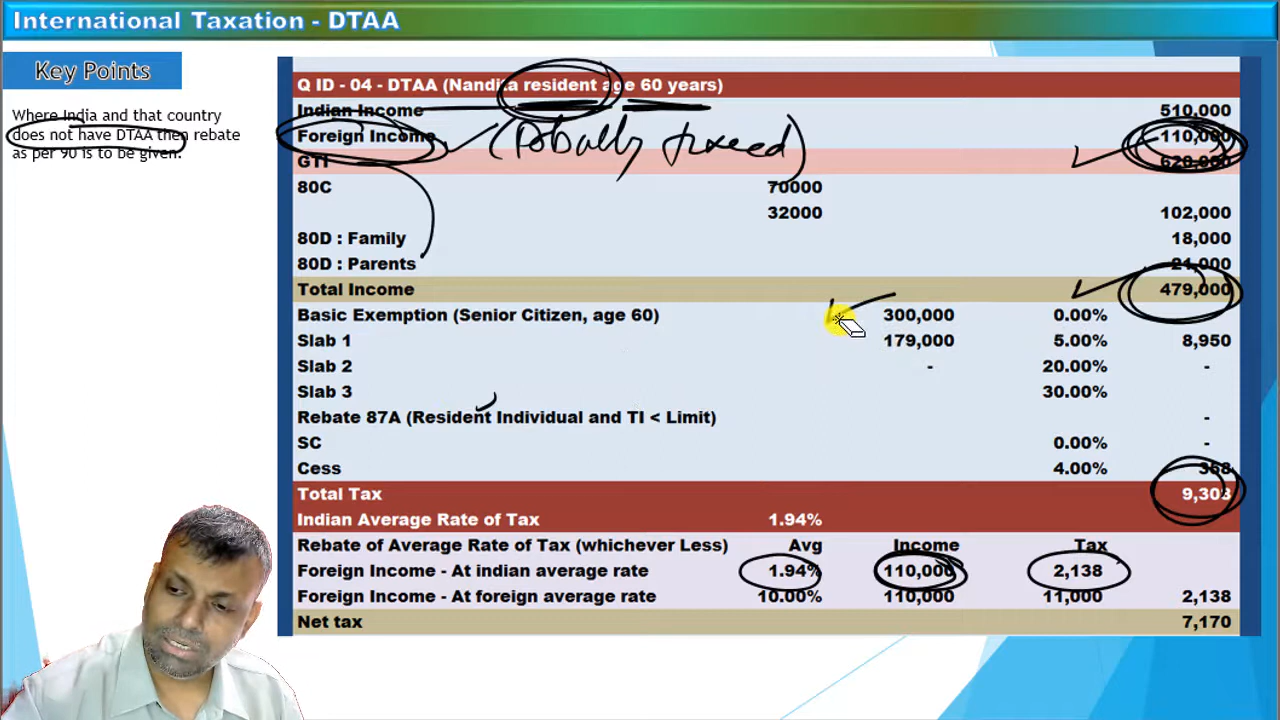 International Taxation - DTAA
Key Points
Where India and that country
does not have DTAA then rebate
as per 90 is to be given.
Q ID - 04 - DTAA (Nandita resident age 60 years)
Indian Income 510,000
Foreign Income 110,000
(Tobally taxed)
GTI 620,000
80C 70000
32000 102,000
80D : Family 18,000
80D : Parents 21,000
Total Income 479,000
Basic Exemption (Senior Citizen, age 60) 300,000 0.00%
Slab 1 179,000 5.00% 8,950
Slab 2 - 20.00% -
Slab 3 30.00%
Rebate 87A (Resident Individual and TI < Limit) -
SC 0.00% -
Cess 4.00% 358
Total Tax 9,308
Indian Average Rate of Tax 1.94%
Rebate of Average Rate of Tax (whichever Less) Avg Income Tax
Foreign Income - At indian average rate 1.94% 110,000 2,138
Foreign Income - At foreign average rate 10.00% 110,000 11,000 2,138
Net tax 7,170